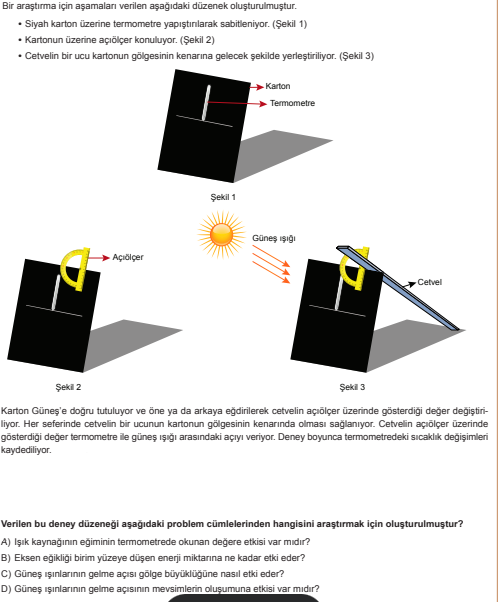 Bir araştırma için aşamaları verilen aşağıdaki düzenek oluşturulmuştur.
• Siyah karton üzerine termometre yapıştırılarak sabitleniyor. (Şekil 1)
• Kartonun üzerine açıölçer konuluyor. (Şekil 2)
• Cetvelin bir ucu kartonun gölgesinin kenarına gelecek şekilde yerleştiriliyor. (Şekil 3)
Karton
Termometre
Şekil 1
Açıölçer
Güneş ışığı
Cetvel
Şekil 2
Şekil 3
Karton Güneş'e doğru tutuluyor ve öne ya da arkaya eğdirilerek cetvelin açıölçer üzerinde gösterdiği değer değiştiri-
liyor. Her seferinde cetvelin bir ucunun kartonun gölgesinin kenarında olması sağlanıyor. Cetvelin açıölçer üzerinde
gösterdiği değer termometre ile güneş ışığı arasındaki açıyı veriyor. Deney boyunca termometredeki sıcaklık değişimleri
kaydediliyor.
Verilen bu deney düzeneği aşağıdaki problem cümlelerinden hangisini araştırmak için oluşturulmuştur?
A) Işık kaynağının eğiminin termometrede okunan değere etkisi var mıdır?
B) Eksen eğikliği birim yüzeye düşen enerji miktarına ne kadar etki eder?
C) Güneş ışınlarının gelme açısı gölge büyüklüğüne nasıl etki eder?
D) Güneş ışınlarının gelme açısının mevsimlerin oluşumuna etkisi var mıdır?